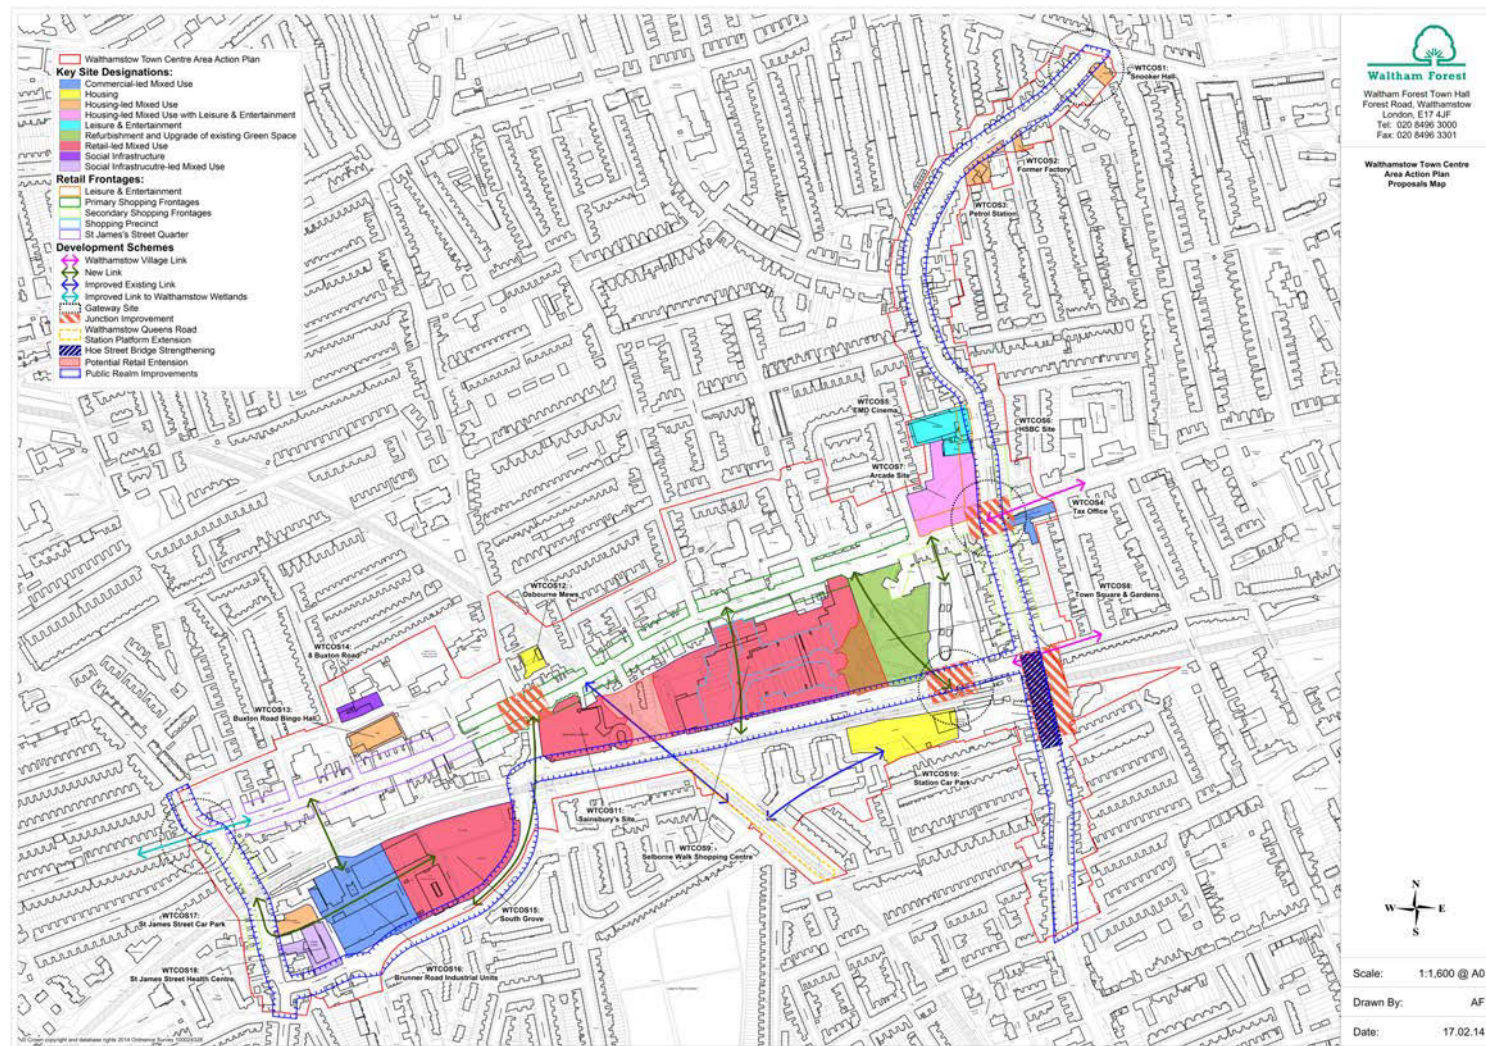 Walthamstow Town Centre Area Action Plan
Key Site Designations:
Commercial-led Mixed Use
Housing
Housing-led Mixed Use
Housing-led Mixed Use with Leisure & Entertainment
Leisure & Entertainment
Refurbishment and Upgrade of existing Green Space
Retail-led Mixed Use
Social Infrastructure
Social Infrastrucutre-led Mixed Use
Retail Frontages:
Leisure & Entertainment
Primary Shopping Frontages
Secondary Shopping Frontages
Shopping Precinct
St James's Street Quarter
Development Schemes
Walthamstow Village Link
New Link
Improved Existing Link
Improved Link to Walthamstow Wetlands
Gateway Site
Junction Improvement
Walthamstow Queens Road
Station Platform Extension
Hoe Street Bridge Strengthening
Potential Retail Entension
Public Realm Improvements
WTCOS1:
Snooker Hall
WTCOS2:
Former Factory
WTCOS3:
Petrol Station
WTCOS5:
EMD Cinema
WTCOS6:
HSBC Site
WTCOS7:
Arcade Site
WTCOS4:
Tax Office
WTCOS8:
Town Square & Gardens
WTCOS12:
Osbourne Mews
WTCOS14:
8 Buxton Road
WTCOS13:
Buxton Road Bingo Hall
WTCOS10:
Station Car Park
WTCOS11:
Sainsbury's Site
WTCOS9:
Selborne Walk Shopping Centre
WTCOS15:
South Grove
WTCOS17:
St James Street Car Park
WTCOS18:
St James Street Health Centre
WTCOS16:
Brunner Road Industrial Units
© Crown copyright and database rights 2014 Ordnance Survey 100024328
Waltham Forest
Waltham Forest Town Hall
Forest Road, Walthamstow
London, E17 4JF
Tel: 020 8496 3000
Fax: 020 8496 3301
Walthamstow Town Centre
Area Action Plan
Proposals Map
N
W E
S
Scale: 1:1,600 @ A0
Drawn By: AF
Date: 17.02.14